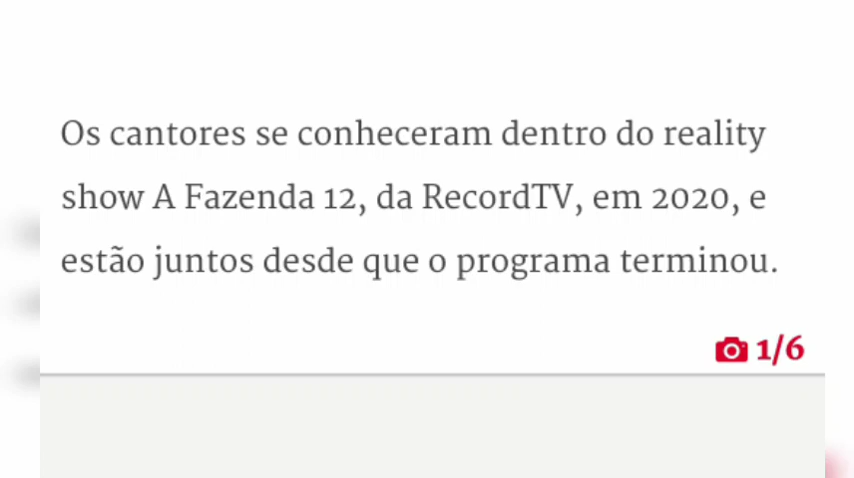 Os cantores se conheceram dentro do reality
show A Fazenda 12, da RecordTV, em 2020, e
estão juntos desde que o programa terminou.
1/6